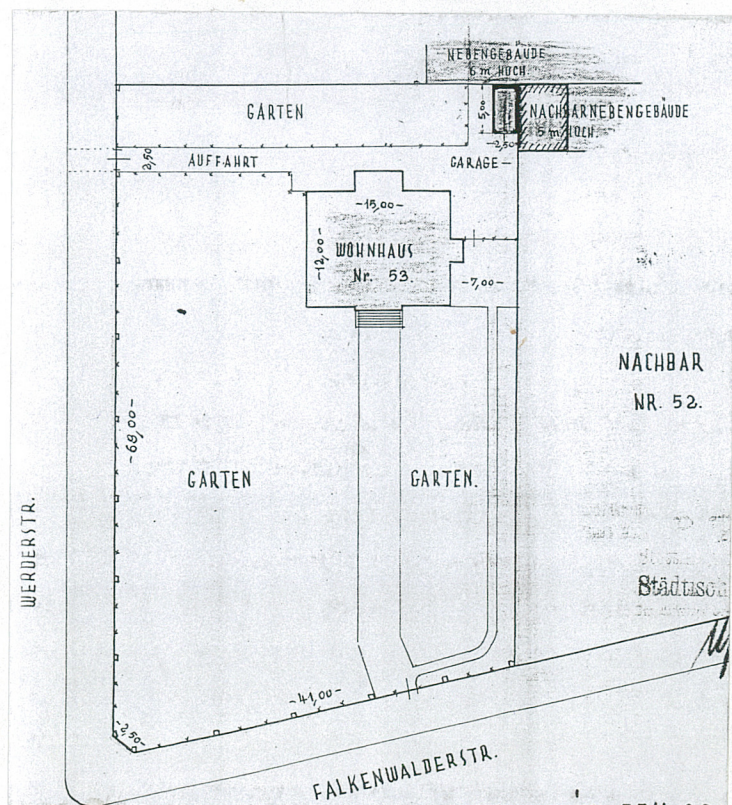 NEBENGEBÄUDE
6 m HOCH
GARTEN
5,00
NACHBARNEBENGEBÄUDE
5 m HOCH
-2,50-
2,50
AUFFAHRT
GARAGE-
-15,00-
-12,00-
WOHNHAUS
Nr. 53
-7,00-
NACHBAR
NR. 52.
-68,00-
GARTEN
GARTEN.
WERDERSTR.
Städtisch
-41,00-
-2,50-
FALKENWALDERSTR.